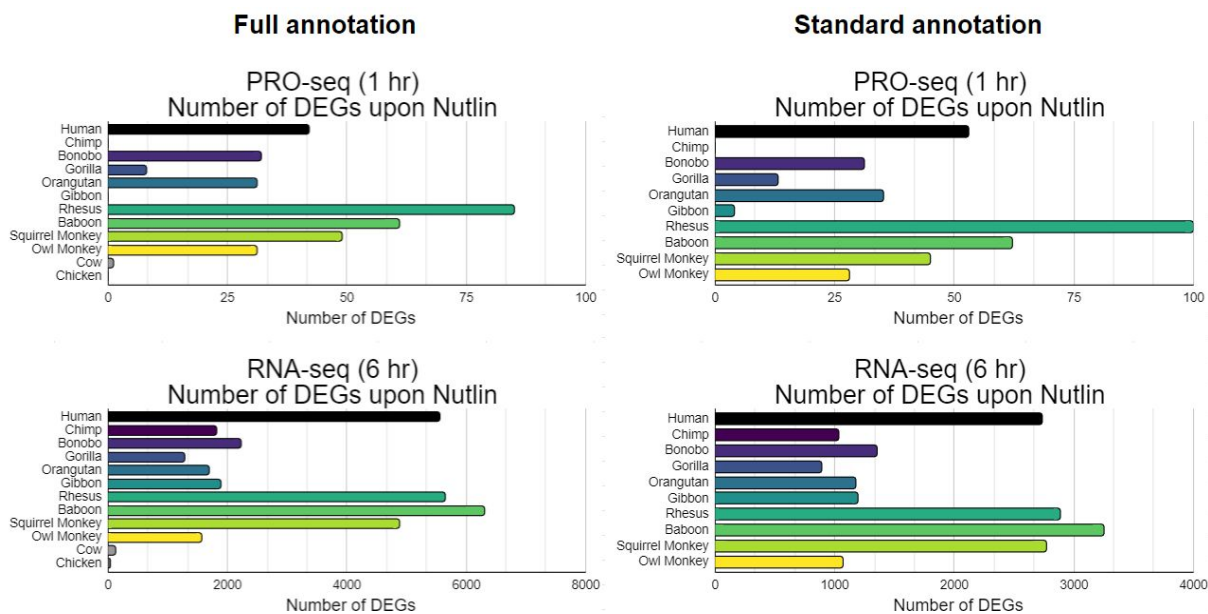 Full annotation
PRO-seq (1 hr)
Number of DEGs upon Nutlin
Human
Chimp
Bonobo
Gorilla
Orangutan
Gibbon
Rhesus
Baboon
Squirrel Monkey
Owl Monkey
Cow
Chicken
0 25 50 75 100
Number of DEGs
Standard annotation
PRO-seq (1 hr)
Number of DEGs upon Nutlin
Human
Chimp
Bonobo
Gorilla
Orangutan
Gibbon
Rhesus
Baboon
Squirrel Monkey
Owl Monkey
0 25 50 75 100
Number of DEGs
RNA-seq (6 hr)
Number of DEGs upon Nutlin
Human
Chimp
Bonobo
Gorilla
Orangutan
Gibbon
Rhesus
Baboon
Squirrel Monkey
Owl Monkey
Cow
Chicken
0 2000 4000 6000 8000
Number of DEGs
RNA-seq (6 hr)
Number of DEGs upon Nutlin
Human
Chimp
Bonobo
Gorilla
Orangutan
Gibbon
Rhesus
Baboon
Squirrel Monkey
Owl Monkey
0 1000 2000 3000 4000
Number of DEGs